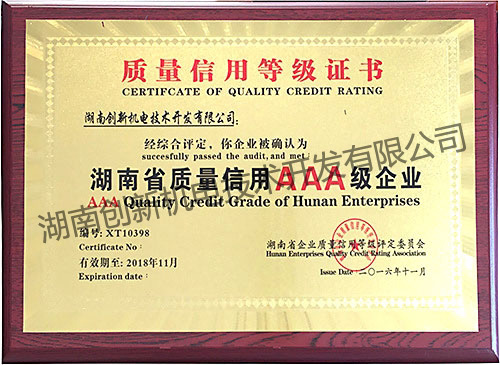 质量信用等级证书
CERTIFCATE OF QUALITY CREDIT RATING
湖南创新机电技术开发有限公司:
经综合评定，你企业被确认为
succesfully passed the audit,and met
湖南省质量信用AAA级企业
AAA Quality Credit Grade of Hunan Enterprises
编号: XT10398
Certificate No:
有效期至: 2018年11月
Expiration date:
湖南省企业质量信用等级评定委员会
Hunan Enterprises Quality Credit Rating Association
Issue Date 二〇一六年十一月
湖南创新机电技术开发有限公司